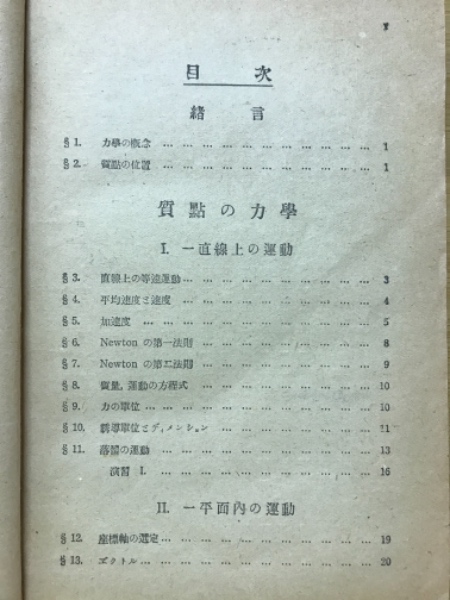 目 次
緒 言
§1. 力學の概念 … … … … … … … … … … … 1
§2. 質點の位置 … … … … … … … … … … … 1
質點の力學
I. 一直線上の運動
§3. 直線上の等速運動 … … … … … … … … … 3
§4. 平均速度と速度 … … … … … … … … … … 4
§5. 加速度 … … … … … … … … … … … … 5
§6. Newton の第一法則 … … … … … … … … 8
§7. Newton の第二法則 … … … … … … … … 9
§8. 質量，運動の方程式 … … … … … … … … 10
§9. 力の單位 … … … … … … … … … … … 10
§10. 誘導單位とディメンション … … … … … … … 11
§11. 落體の運動 … … … … … … … … … … 13
演習 I. … … … … … … … … … … … 16
II. 一平面內の運動
§12. 座標軸の選定 … … … … … … … … … … 19
§13. ベクトル … … … … … … … … … … … 20